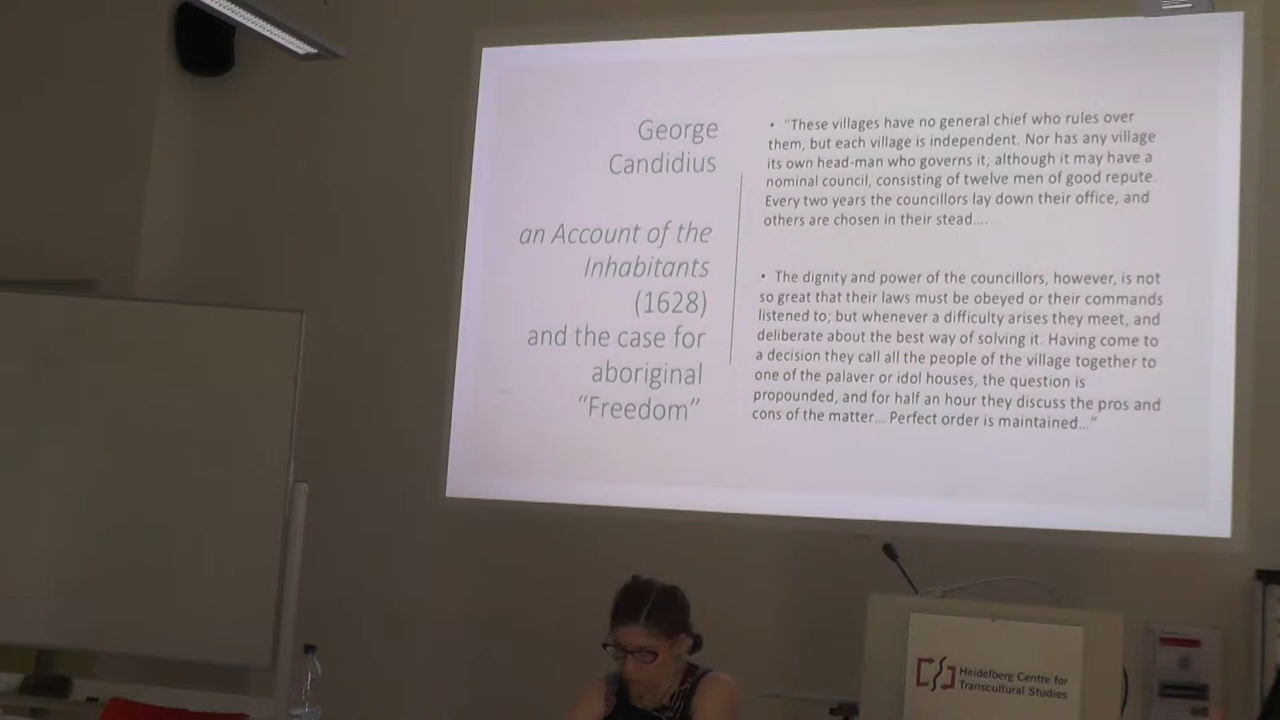 George
Candidius
an Account of the
Inhabitants
(1628)
and the case for
aboriginal
“Freedom”
• “These villages have no general chief who rules over
them, but each village is independent. Nor has any village
its own head-man who governs it; although it may have a
nominal council, consisting of twelve men of good repute.
Every two years the councillors lay down their office, and
others are chosen in their stead....
• The dignity and power of the councillors, however, is not
so great that their laws must be obeyed or their commands
listened to; but whenever a difficulty arises they meet, and
deliberate about the best way of solving it. Having come to
a decision they call all the people of the village together to
one of the palaver or idol houses, the question is
propounded, and for half an hour they discuss the pros and
cons of the matter... Perfect order is maintained...”
Heidelberg Centre for
Transcultural Studies